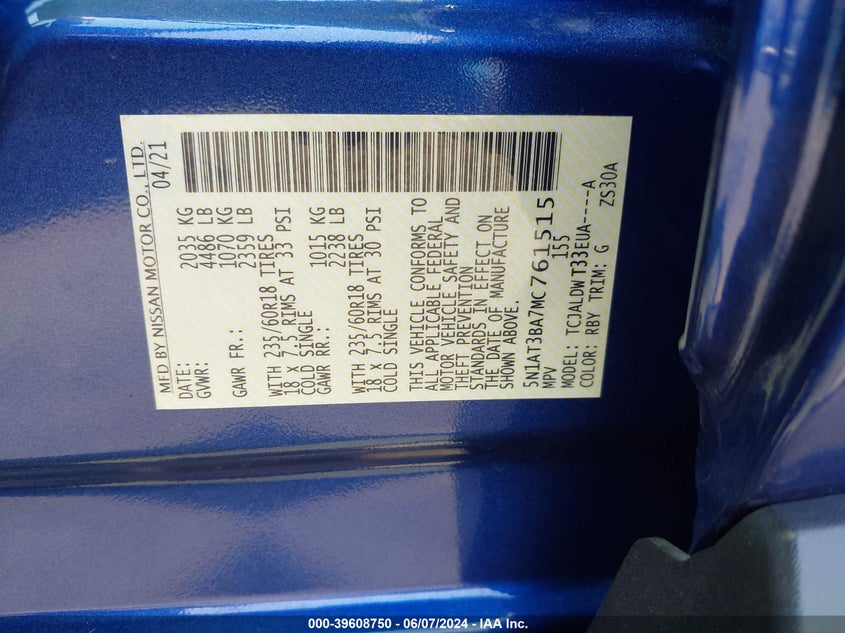 MFD BY NISSAN MOTOR CO., LTD.
DATE: 04/21
GVWR: 2035 KG
4486 LB
GAWR FR.: 1070 KG
2359 LB
WITH 235/60R18 TIRES
18 X 7.5 RIMS AT 33 PSI
COLD SINGLE
GAWR RR.: 1015 KG
2238 LB
WITH 235/60R18 TIRES
18 X 7.5 RIMS AT 30 PSI
COLD SINGLE
THIS VEHICLE CONFORMS TO
ALL APPLICABLE FEDERAL
MOTOR VEHICLE SAFETY AND
THEFT PREVENTION
STANDARDS IN EFFECT ON
THE DATE OF MANUFACTURE
SHOWN ABOVE.
5N1AT3BA7MC761515
MPV 155
MODEL: TCJALDWT33EUA----A
COLOR: RBY TRIM: G ZS30A
000-39608750 | 06/07/2024 - IAA Inc.